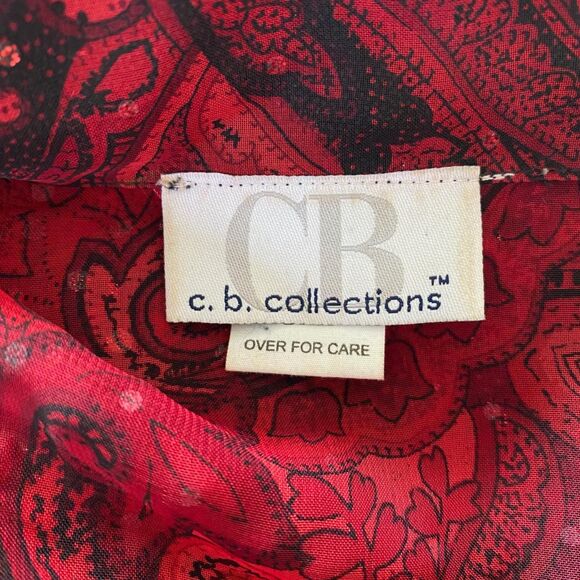 CB
c. b. collections™
OVER FOR CARE